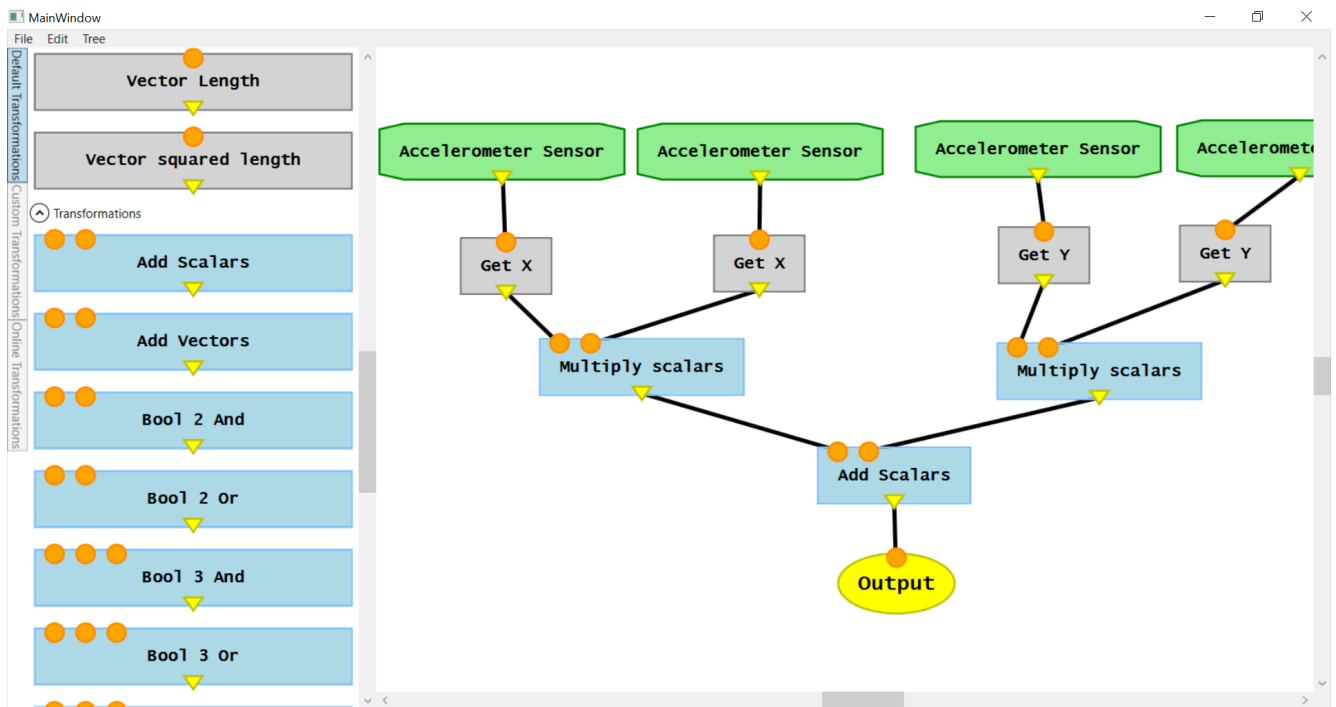 MainWindow
File Edit Tree
Default Transformations
Custom Transformations
Online Transformations
Vector Length
Vector squared length
Transformations
Add Scalars
Add Vectors
Bool 2 And
Bool 2 Or
Bool 3 And
Bool 3 Or
Accelerometer Sensor
Accelerometer Sensor
Accelerometer Sensor
Acceleromet
Get X
Get X
Get Y
Get Y
Multiply scalars
Multiply scalars
Add Scalars
Output